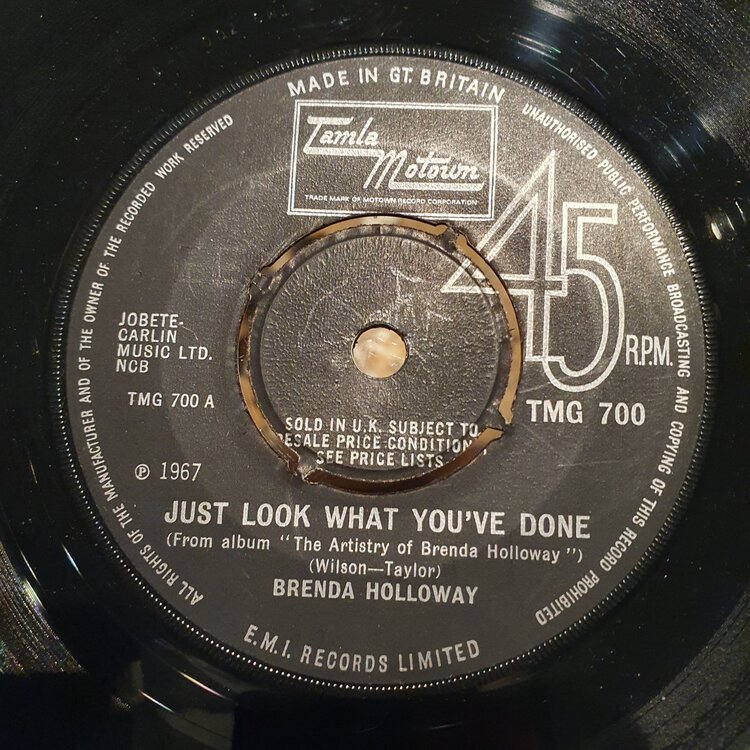 MADE IN GT. BRITAIN
UNAUTHORISED PUBLIC PERFORMANCE BROADCASTING AND COPYING OF THIS RECORD PROHIBITED
ALL RIGHTS OF THE MANUFACTURER AND OF THE OWNER OF THE RECORDED WORK RESERVED
Tamla
Motown
TRADE MARK OF MOTOWN RECORD CORPORATION
45
R.P.M.
JOBETE-
CARLIN
MUSIC LTD.
NCB
TMG 700 A
TMG 700
SOLD IN U.K. SUBJECT TO
RESALE PRICE CONDITIONS
SEE PRICE LISTS
℗ 1967
JUST LOOK WHAT YOU'VE DONE
(From album "The Artistry of Brenda Holloway")
(Wilson—Taylor)
BRENDA HOLLOWAY
E.M.I. RECORDS LIMITED